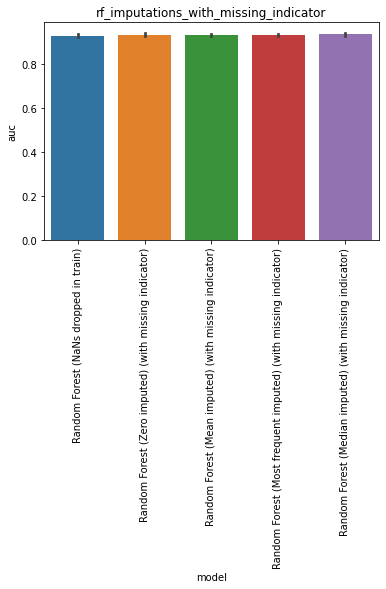 rf_imputations_with_missing_indicator
auc
0.8
0.6
0.4
0.2
0.0
Random Forest (NaNs dropped in train)
Random Forest (Zero imputed) (with missing indicator)
Random Forest (Mean imputed) (with missing indicator)
Random Forest (Most frequent imputed) (with missing indicator)
Random Forest (Median imputed) (with missing indicator)
model